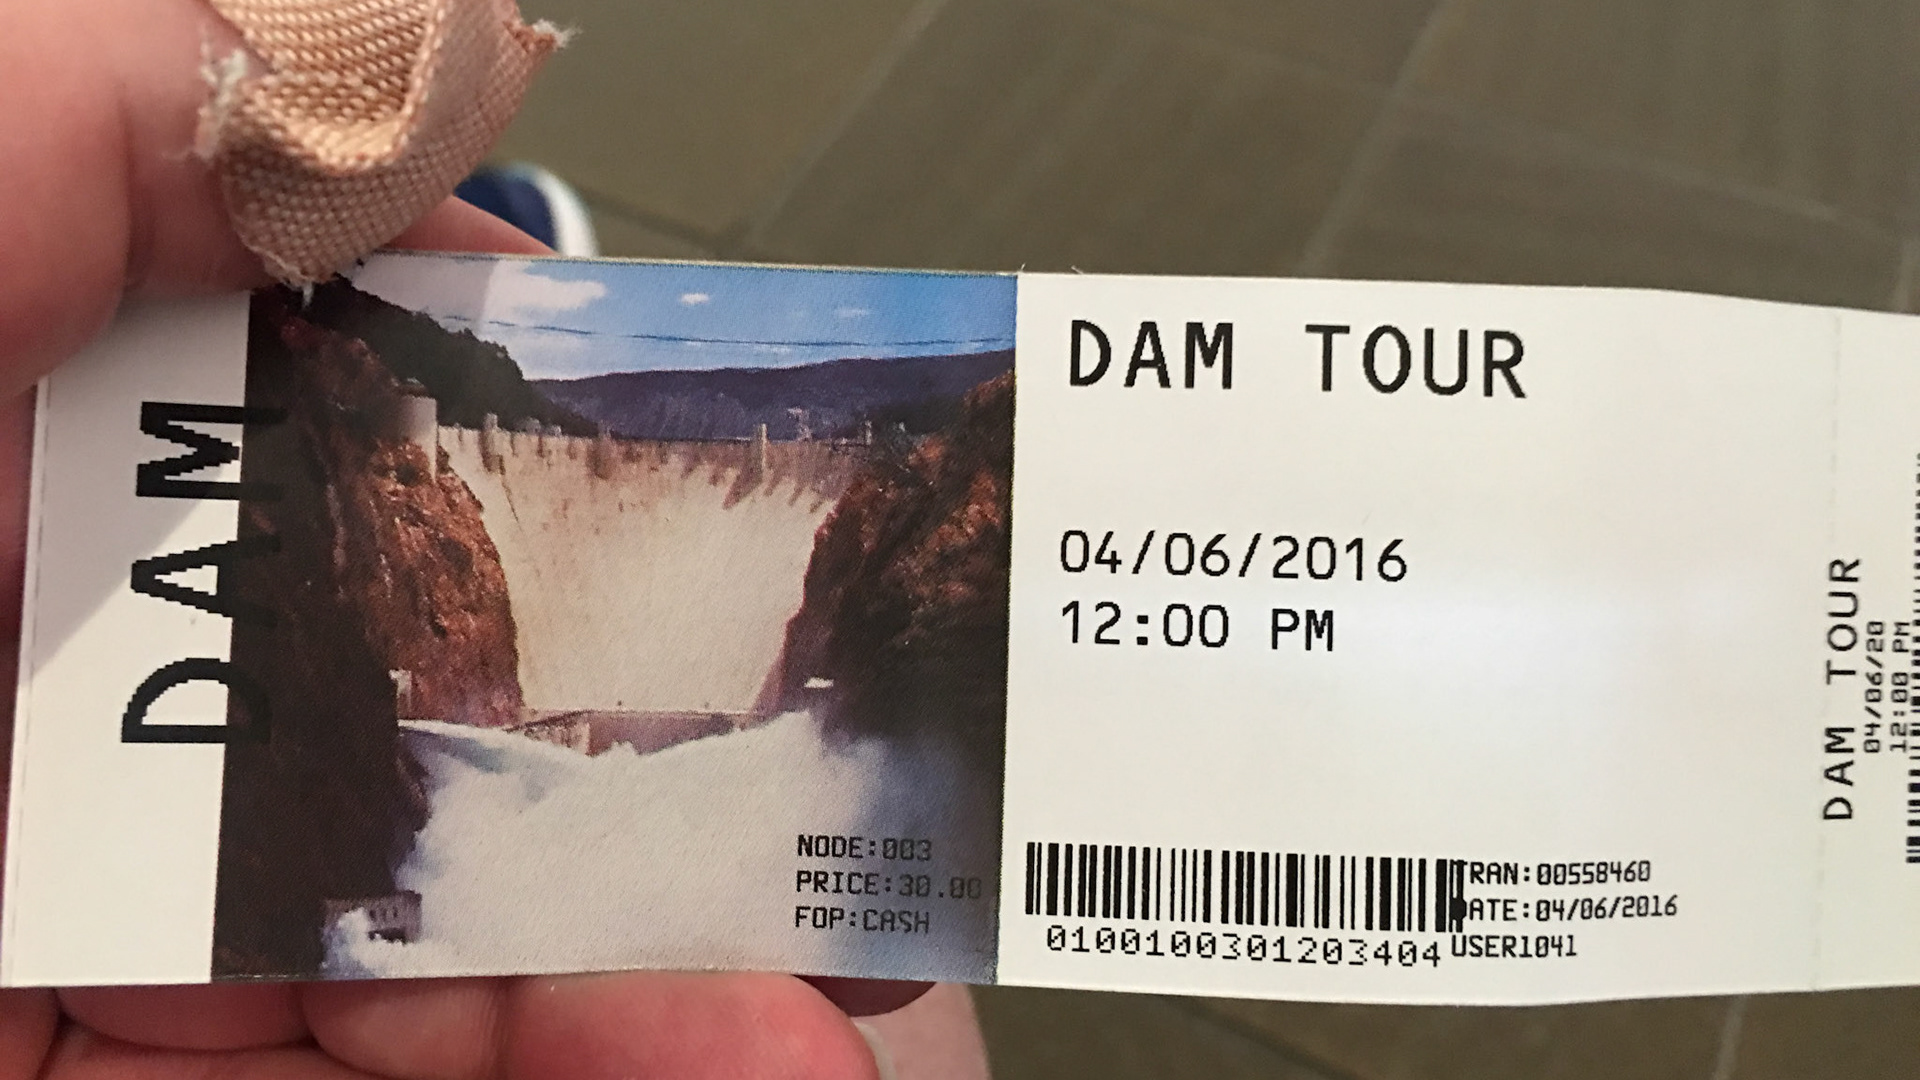 DAM
NODE:003
PRICE:30.00
FOP:CASH
DAM TOUR
04/06/2016
12:00 PM
0100100301203404
TRAN:00558460
DATE:04/06/2016
USER1041
DAM TOUR
04/06/20
12:00 PM